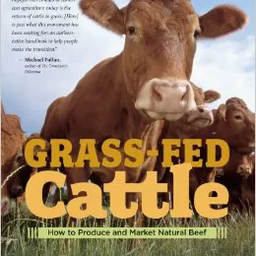 can agriculture today is the
return of cattle to grass. [Here]
is just what this movement has
been waiting for: an authori-
tative handbook to help people
make the transition."
— Michael Pollan,
author of The Omnivore's
Dilemma
GRASS-FED
Cattle
How to Produce and Market Natural Beef